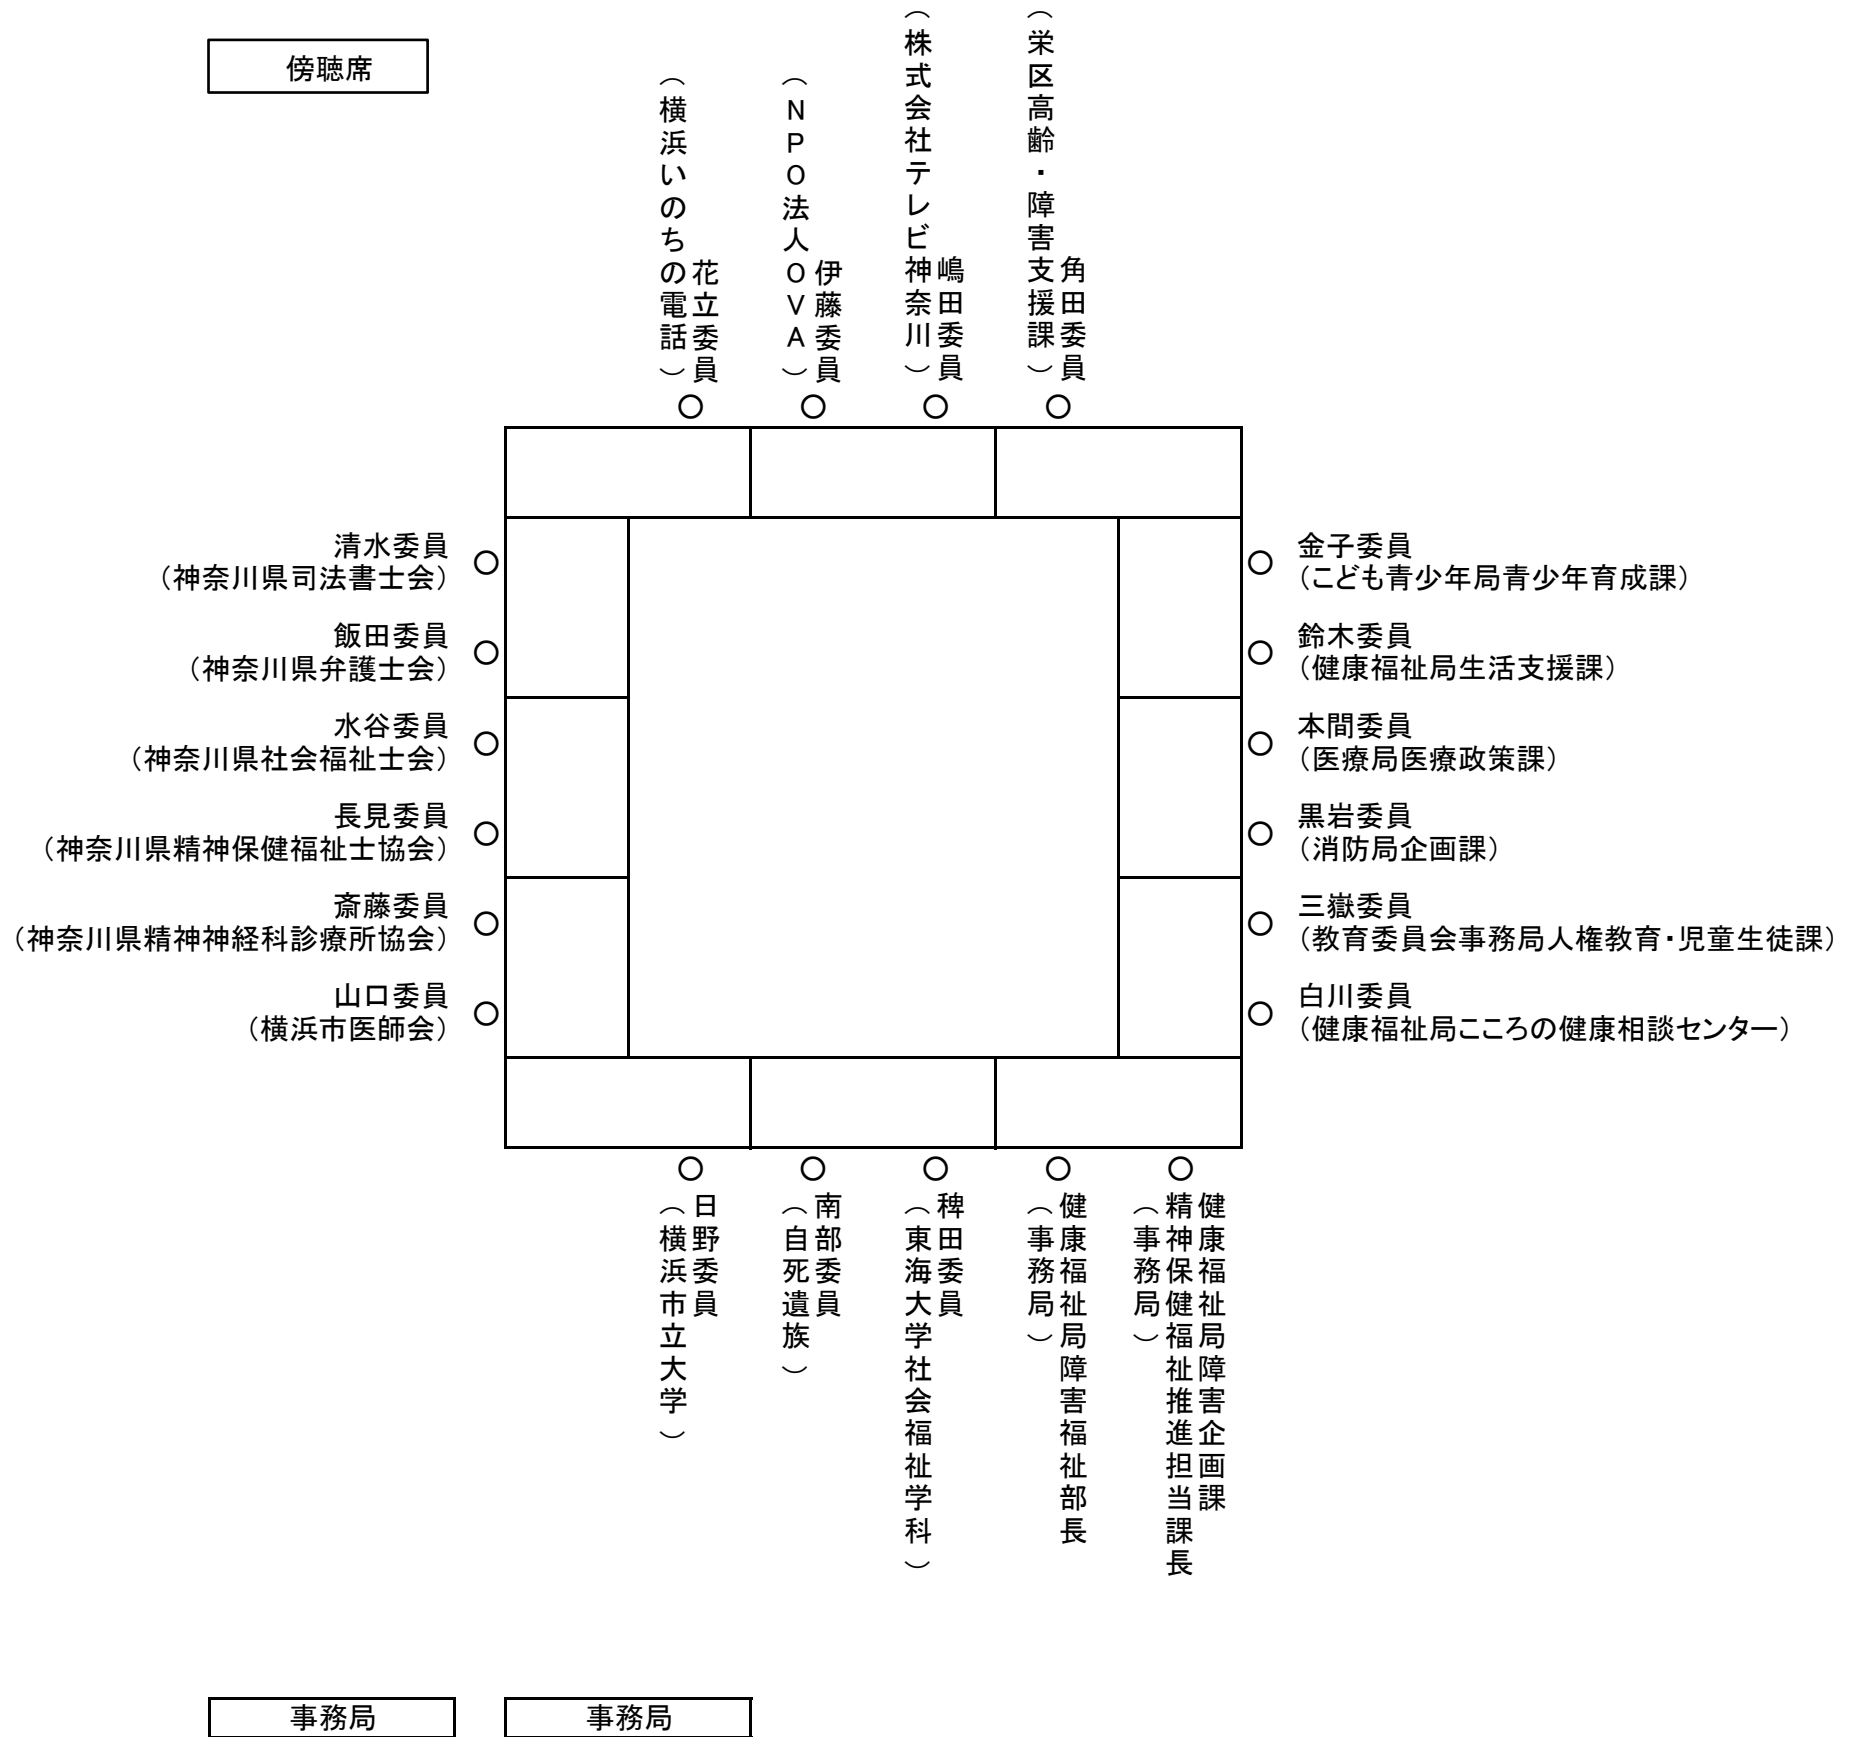 傍聴席
（栄区高齢・障害支援課）
角田委員
（株式会社テレビ神奈川）
嶋田委員
（ＮＰＯ法人ＯＶＡ）
伊藤委員
（横浜いのちの電話）
花立委員
清水委員
（神奈川県司法書士会）
飯田委員
（神奈川県弁護士会）
水谷委員
（神奈川県社会福祉士会）
長見委員
（神奈川県精神保健福祉士協会）
斎藤委員
（神奈川県精神神経科診療所協会）
山口委員
（横浜市医師会）
金子委員
（こども青少年局青少年育成課）
鈴木委員
（健康福祉局生活支援課）
本間委員
（医療局医療政策課）
黒岩委員
（消防局企画課）
三嶽委員
（教育委員会事務局人権教育・児童生徒課）
白川委員
（健康福祉局こころの健康相談センター）
日野委員
（横浜市立大学）
南部委員
（自死遺族）
稗田委員
（東海大学社会福祉学科）
健康福祉局障害福祉部長
（事務局）
健康福祉局障害企画課
精神保健福祉推進担当課長
（事務局）
事務局
事務局